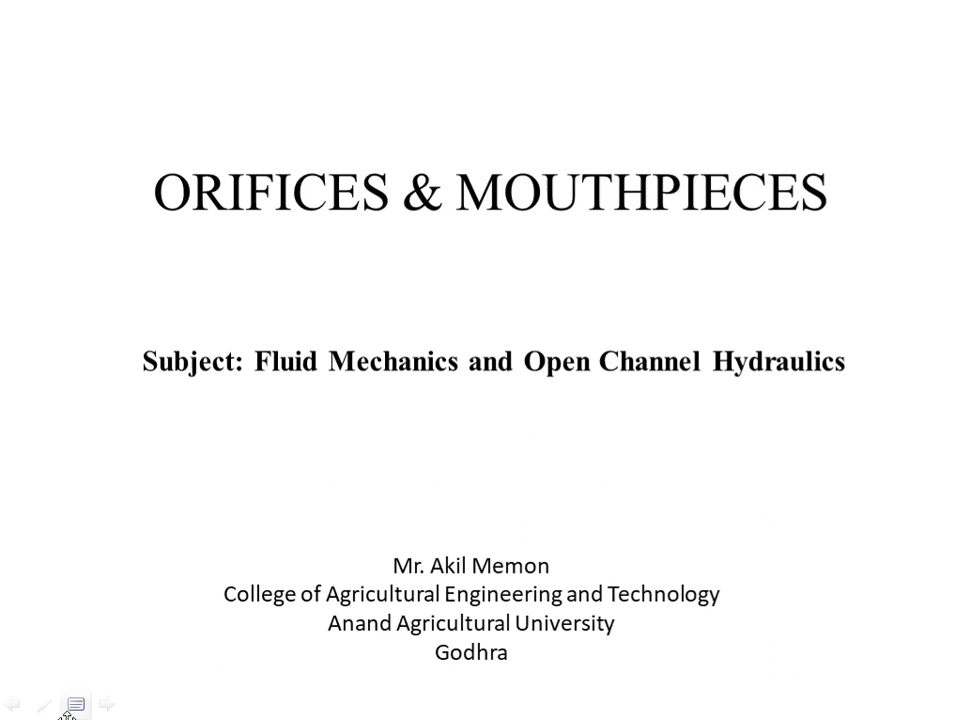 ORIFICES & MOUTHPIECES
Subject: Fluid Mechanics and Open Channel Hydraulics
Mr. Akil Memon
College of Agricultural Engineering and Technology
Anand Agricultural University
Godhra